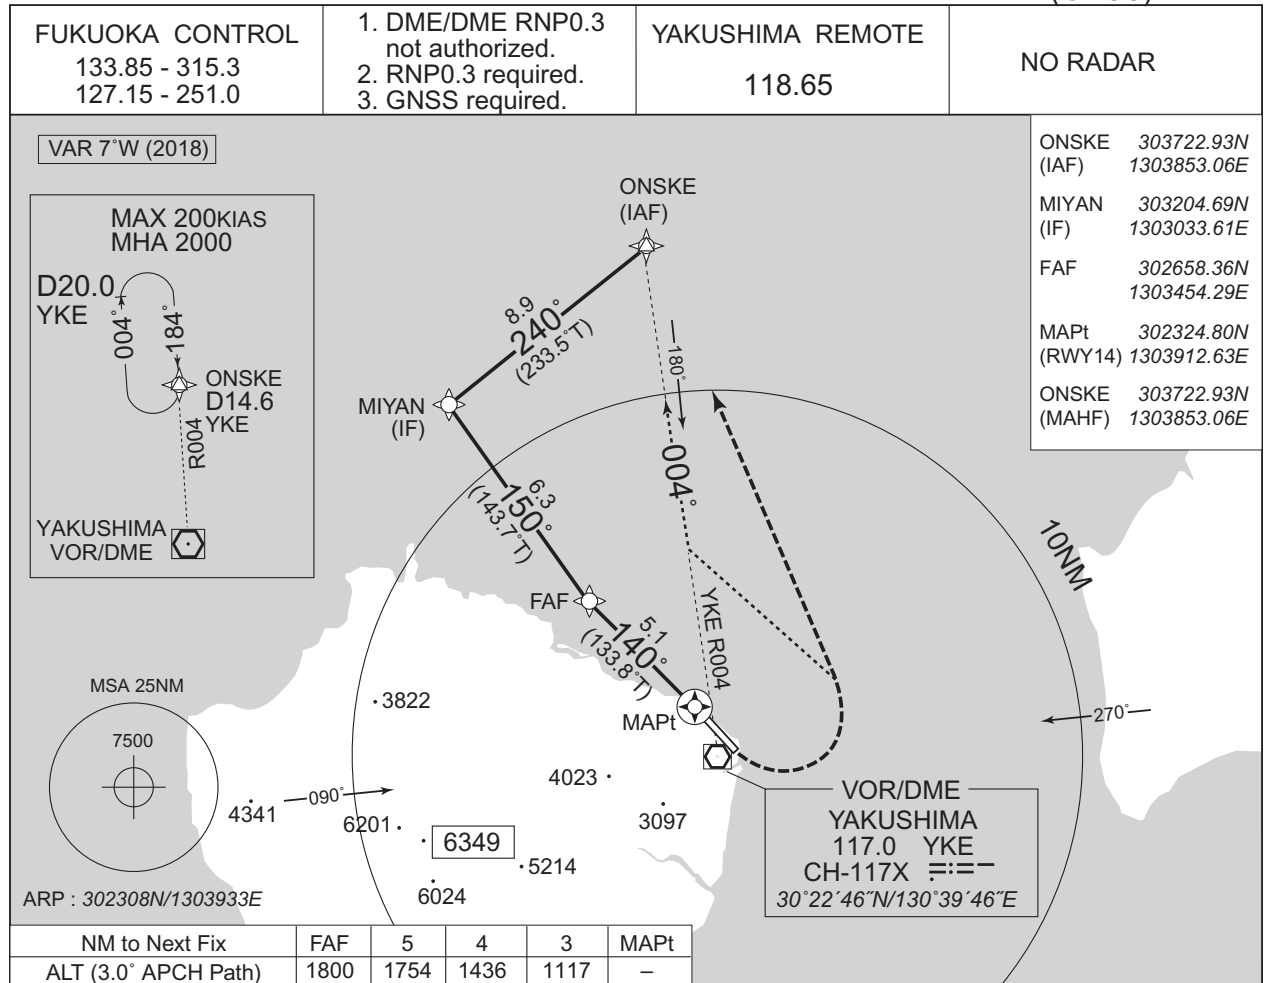 FUKUOKA CONTROL
133.85 - 315.3
127.15 - 251.0
1. DME/DME RNP0.3
not authorized.
2. RNP0.3 required.
3. GNSS required.
YAKUSHIMA REMOTE
118.65
NO RADAR
VAR 7°W (2018)
MAX 200KIAS
MHA 2000
D20.0
YKE
004°
184°
ONSKE
D14.6
YKE
R004
YAKUSHIMA
VOR/DME
ONSKE
(IAF)
8.9
240°
(233.5°T)
MIYAN
(IF)
180°
004°
6.3
150°
(143.7°T)
FAF
5.1
140°
(133.8°T)
YKE R004
MAPt
10NM
270°
ONSKE 303722.93N
(IAF) 1303853.06E
MIYAN 303204.69N
(IF) 1303033.61E
FAF 302658.36N
1303454.29E
MAPt 302324.80N
(RWY14) 1303912.63E
ONSKE 303722.93N
(MAHF) 1303853.06E
MSA 25NM
7500
3822
4341
090°
6201
6349
4023
3097
5214
6024
VOR/DME
YAKUSHIMA
117.0 YKE
CH-117X
30°22´46˝N/130°39´46˝E
ARP : 302308N/1303933E
NM to Next Fix FAF 5 4 3 MAPt
ALT (3.0° APCH Path) 1800 1754 1436 1117 –